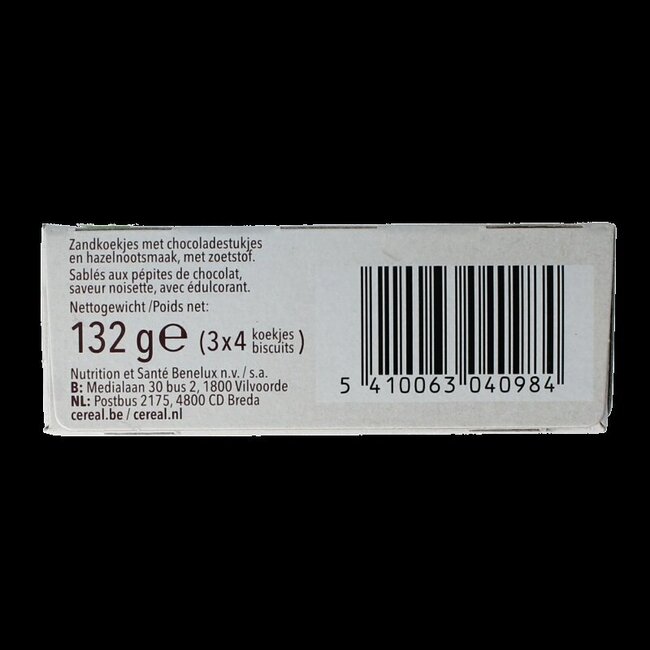 Zandkoekjes met chocoladestukjes
en hazelnootsmaak, met zoetstof.
Sablés aux pépites de chocolat,
saveur noisette, avec édulcorant.
Nettogewicht /Poids net:
132 g℮ (3x4 koekjes biscuits )
Nutrition et Santé Benelux n.v. / s.a.
B: Medialaan 30 bus 2, 1800 Vilvoorde
NL: Postbus 2175, 4800 CD Breda
cereal.be / cereal.nl
5 410063 040984